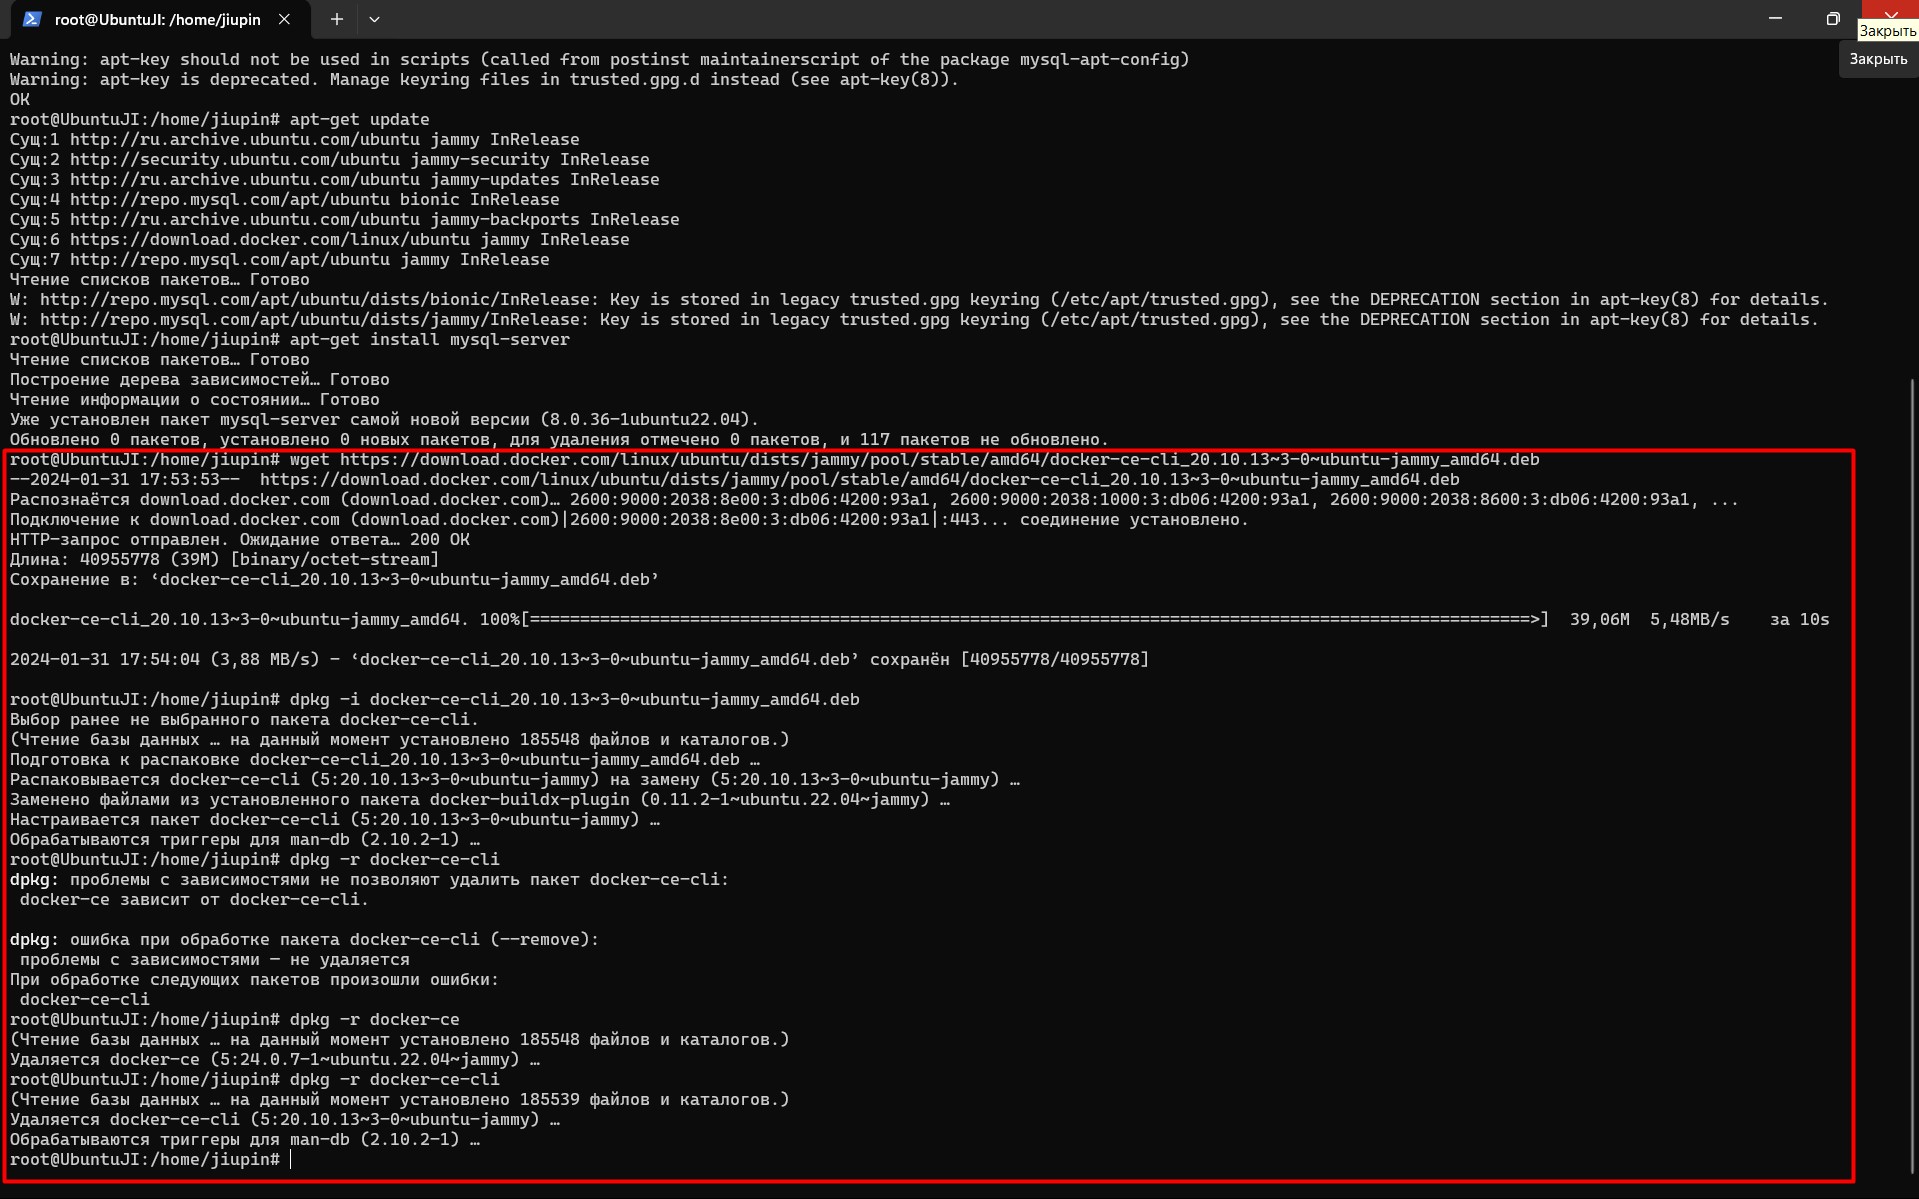 root@UbuntuJI: /home/jiupin
Закрыть
Закрыть
Warning: apt-key should not be used in scripts (called from postinst maintainerscript of the package mysql-apt-config)
Warning: apt-key is deprecated. Manage keyring files in trusted.gpg.d instead (see apt-key(8)).
OK
root@UbuntuJI:/home/jiupin# apt-get update
Сущ:1 http://ru.archive.ubuntu.com/ubuntu jammy InRelease
Сущ:2 http://security.ubuntu.com/ubuntu jammy-security InRelease
Сущ:3 http://ru.archive.ubuntu.com/ubuntu jammy-updates InRelease
Сущ:4 http://repo.mysql.com/apt/ubuntu bionic InRelease
Сущ:5 http://ru.archive.ubuntu.com/ubuntu jammy-backports InRelease
Сущ:6 https://download.docker.com/linux/ubuntu jammy InRelease
Сущ:7 http://repo.mysql.com/apt/ubuntu jammy InRelease
Чтение списков пакетов… Готово
W: http://repo.mysql.com/apt/ubuntu/dists/bionic/InRelease: Key is stored in legacy trusted.gpg keyring (/etc/apt/trusted.gpg), see the DEPRECATION section in apt-key(8) for details.
W: http://repo.mysql.com/apt/ubuntu/dists/jammy/InRelease: Key is stored in legacy trusted.gpg keyring (/etc/apt/trusted.gpg), see the DEPRECATION section in apt-key(8) for details.
root@UbuntuJI:/home/jiupin# apt-get install mysql-server
Чтение списков пакетов… Готово
Построение дерева зависимостей… Готово
Чтение информации о состоянии… Готово
Уже установлен пакет mysql-server самой новой версии (8.0.36-1ubuntu22.04).
Обновлено 0 пакетов, установлено 0 новых пакетов, для удаления отмечено 0 пакетов, и 117 пакетов не обновлено.
root@UbuntuJI:/home/jiupin# wget https://download.docker.com/linux/ubuntu/dists/jammy/pool/stable/amd64/docker-ce-cli_20.10.13~3-0~ubuntu-jammy_amd64.deb
--2024-01-31 17:53:53--  https://download.docker.com/linux/ubuntu/dists/jammy/pool/stable/amd64/docker-ce-cli_20.10.13~3-0~ubuntu-jammy_amd64.deb
Распознаётся download.docker.com (download.docker.com)… 2600:9000:2038:8e00:3:db06:4200:93a1, 2600:9000:2038:1000:3:db06:4200:93a1, 2600:9000:2038:8600:3:db06:4200:93a1, ...
Подключение к download.docker.com (download.docker.com)|2600:9000:2038:8e00:3:db06:4200:93a1|:443... соединение установлено.
HTTP-запрос отправлен. Ожидание ответа… 200 OK
Длина: 40955778 (39M) [binary/octet-stream]
Сохранение в: ‘docker-ce-cli_20.10.13~3-0~ubuntu-jammy_amd64.deb’
docker-ce-cli_20.10.13~3-0~ubuntu-jammy_amd64. 100%[====================================================================================================>]  39,06M  5,48MB/s    за 10s
2024-01-31 17:54:04 (3,88 MB/s) - ‘docker-ce-cli_20.10.13~3-0~ubuntu-jammy_amd64.deb’ сохранён [40955778/40955778]
root@UbuntuJI:/home/jiupin# dpkg -i docker-ce-cli_20.10.13~3-0~ubuntu-jammy_amd64.deb
Выбор ранее не выбранного пакета docker-ce-cli.
(Чтение базы данных … на данный момент установлено 185548 файлов и каталогов.)
Подготовка к распаковке docker-ce-cli_20.10.13~3-0~ubuntu-jammy_amd64.deb …
Распаковывается docker-ce-cli (5:20.10.13~3-0~ubuntu-jammy) на замену (5:20.10.13~3-0~ubuntu-jammy) …
Заменено файлами из установленного пакета docker-buildx-plugin (0.11.2-1~ubuntu.22.04~jammy) …
Настраивается пакет docker-ce-cli (5:20.10.13~3-0~ubuntu-jammy) …
Обрабатываются триггеры для man-db (2.10.2-1) …
root@UbuntuJI:/home/jiupin# dpkg -r docker-ce-cli
dpkg: проблемы с зависимостями не позволяют удалить пакет docker-ce-cli:
 docker-ce зависит от docker-ce-cli.
dpkg: ошибка при обработке пакета docker-ce-cli (--remove):
 проблемы с зависимостями — не удаляется
При обработке следующих пакетов произошли ошибки:
 docker-ce-cli
root@UbuntuJI:/home/jiupin# dpkg -r docker-ce
(Чтение базы данных … на данный момент установлено 185548 файлов и каталогов.)
Удаляется docker-ce (5:24.0.7-1~ubuntu.22.04~jammy) …
root@UbuntuJI:/home/jiupin# dpkg -r docker-ce-cli
(Чтение базы данных … на данный момент установлено 185539 файлов и каталогов.)
Удаляется docker-ce-cli (5:20.10.13~3-0~ubuntu-jammy) …
Обрабатываются триггеры для man-db (2.10.2-1) …
root@UbuntuJI:/home/jiupin#